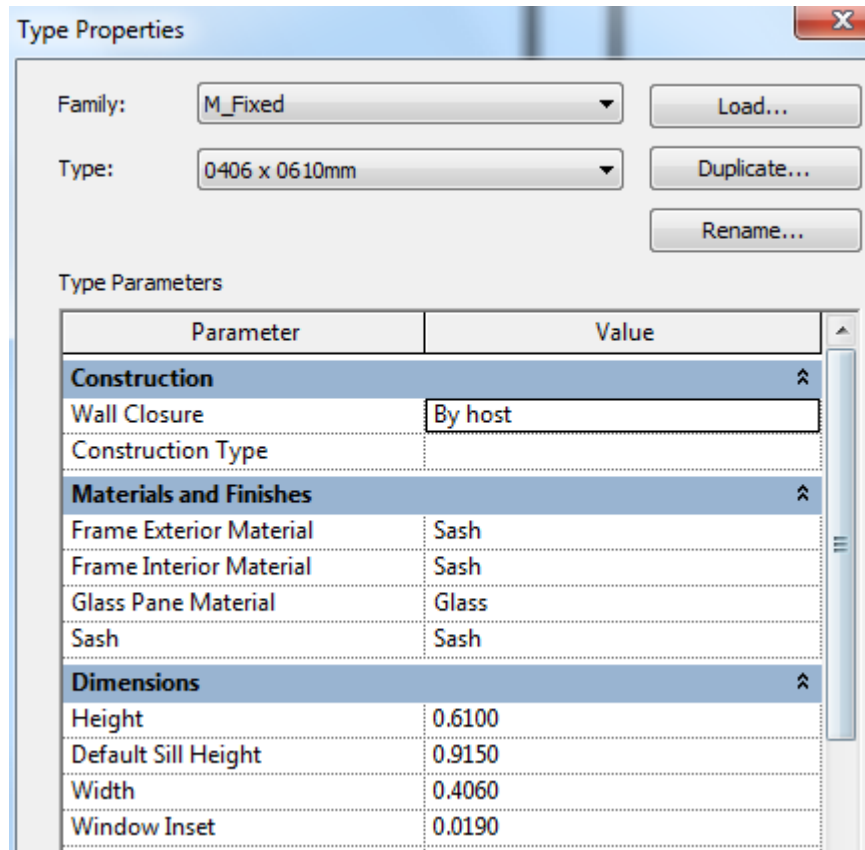 Type Properties
Family: M_Fixed Load...
Type: 0406 x 0610mm Duplicate...
Rename...
Type Parameters
Parameter Value
Construction
Wall Closure By host
Construction Type
Materials and Finishes
Frame Exterior Material Sash
Frame Interior Material Sash
Glass Pane Material Glass
Sash Sash
Dimensions
Height 0.6100
Default Sill Height 0.9150
Width 0.4060
Window Inset 0.0190